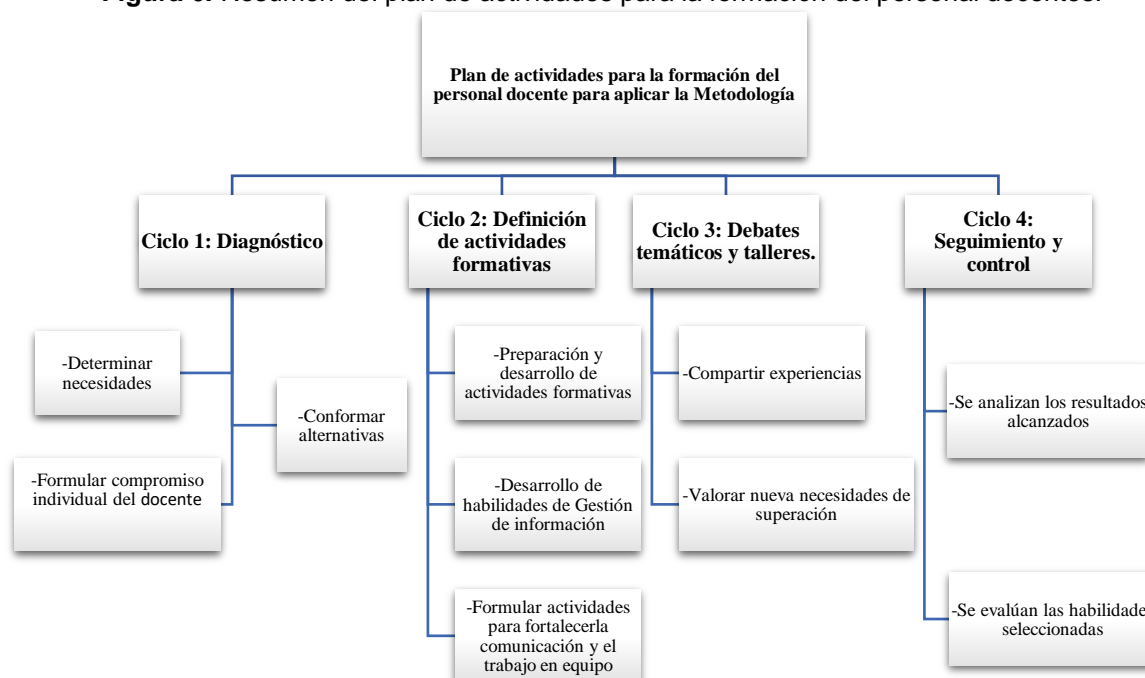 Resumen del plan de actividades para la formación del personal docentes.
Plan de actividades para la formación del
personal docente para aplicar la Metodología
Ciclo 1: Diagnóstico
-Determinar
necesidades
-Conformar
alternativas
-Formular compromiso
individual del docente
Ciclo 2: Definición
de actividades
formativas
-Preparación y
desarrollo de
actividades formativas
-Desarrollo de
habilidades de Gestión
de información
-Formular actividades
para fortalecerla
comunicación y el
trabajo en equipo
Ciclo 3: Debates
temáticos y talleres.
-Compartir experiencias
-Valorar nueva necesidades de
superación
Ciclo 4:
Seguimiento y
control
-Se analizan los resultados
alcanzados
-Se evalúan las habilidade
seleccionadas